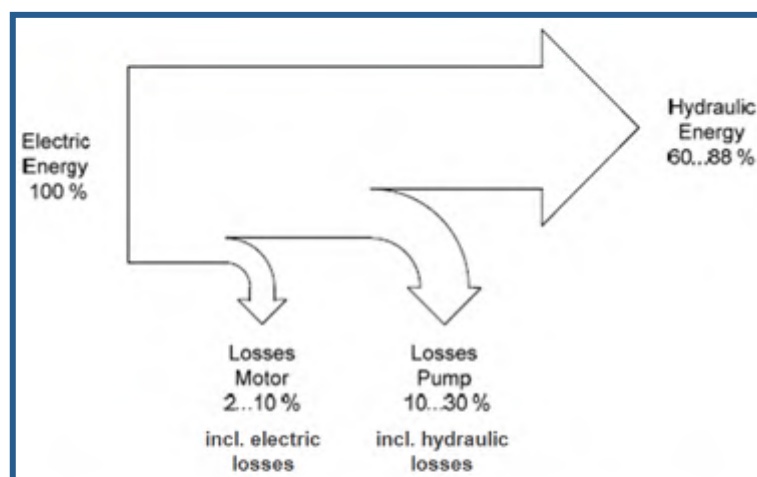 Electric
Energy
100 %
Hydraulic
Energy
60...88 %
Losses
Motor
2...10 %
incl. electric
losses
Losses
Pump
10...30 %
incl. hydraulic
losses